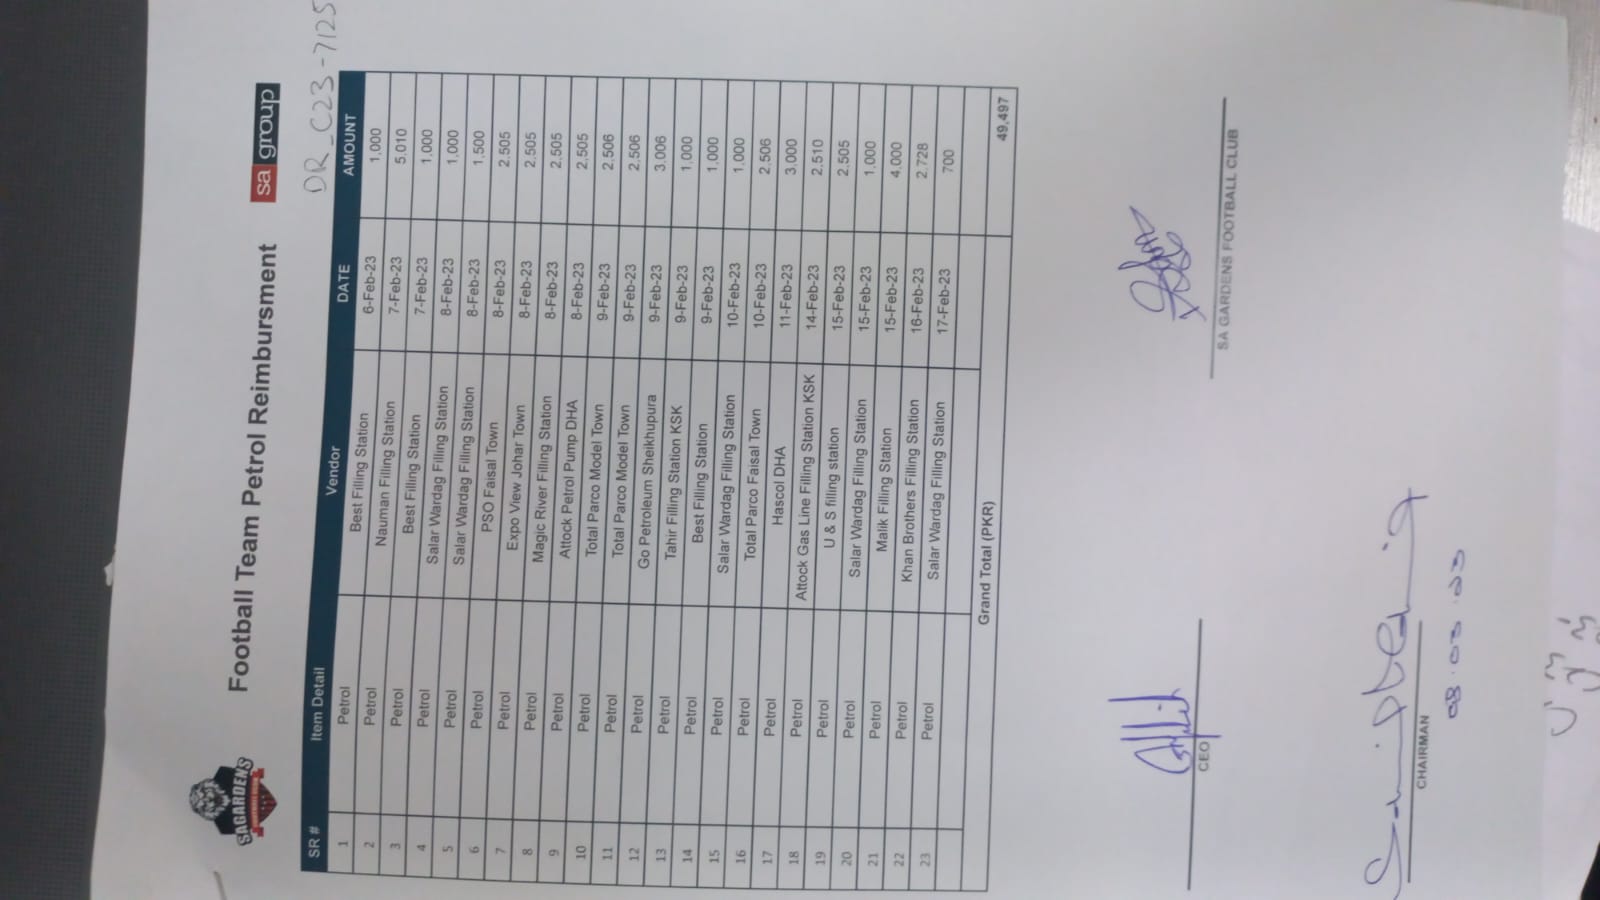 DR_C23-7125
SAGARDENS
Football Team Petrol Reimbursment
sa group
SR # Item Detail Vendor DATE AMOUNT
1 Petrol Best Filling Station 6-Feb-23 1,000
2 Petrol Nauman Filling Station 7-Feb-23 5,010
3 Petrol Best Filling Station 7-Feb-23 1,000
4 Petrol Salar Wardag Filling Station 8-Feb-23 1,000
5 Petrol Salar Wardag Filling Station 8-Feb-23 1,500
6 Petrol PSO Faisal Town 8-Feb-23 2,505
7 Petrol Expo View Johar Town 8-Feb-23 2,505
8 Petrol Magic River Filling Station 8-Feb-23 2,505
9 Petrol Attock Petrol Pump DHA 8-Feb-23 2,505
10 Petrol Total Parco Model Town 9-Feb-23 2,506
11 Petrol Total Parco Model Town 9-Feb-23 2,506
12 Petrol Go Petroleum Sheikhupura 9-Feb-23 3,006
13 Petrol Tahir Filling Station KSK 9-Feb-23 1,000
14 Petrol Best Filling Station 9-Feb-23 1,000
15 Petrol Salar Wardag Filling Station 10-Feb-23 1,000
16 Petrol Total Parco Faisal Town 10-Feb-23 2,506
17 Petrol Hascol DHA 11-Feb-23 3,000
18 Petrol Attock Gas Line Filling Station KSK 14-Feb-23 2,510
19 Petrol U & S filling station 15-Feb-23 2,505
20 Petrol Salar Wardag Filling Station 15-Feb-23 1,000
21 Petrol Malik Filling Station 15-Feb-23 4,000
22 Petrol Khan Brothers Filling Station 16-Feb-23 2,728
23 Petrol Salar Wardag Filling Station 17-Feb-23 700
Grand Total (PKR) 49,497
CEO
SA GARDENS FOOTBALL CLUB
CHAIRMAN
08.03.23